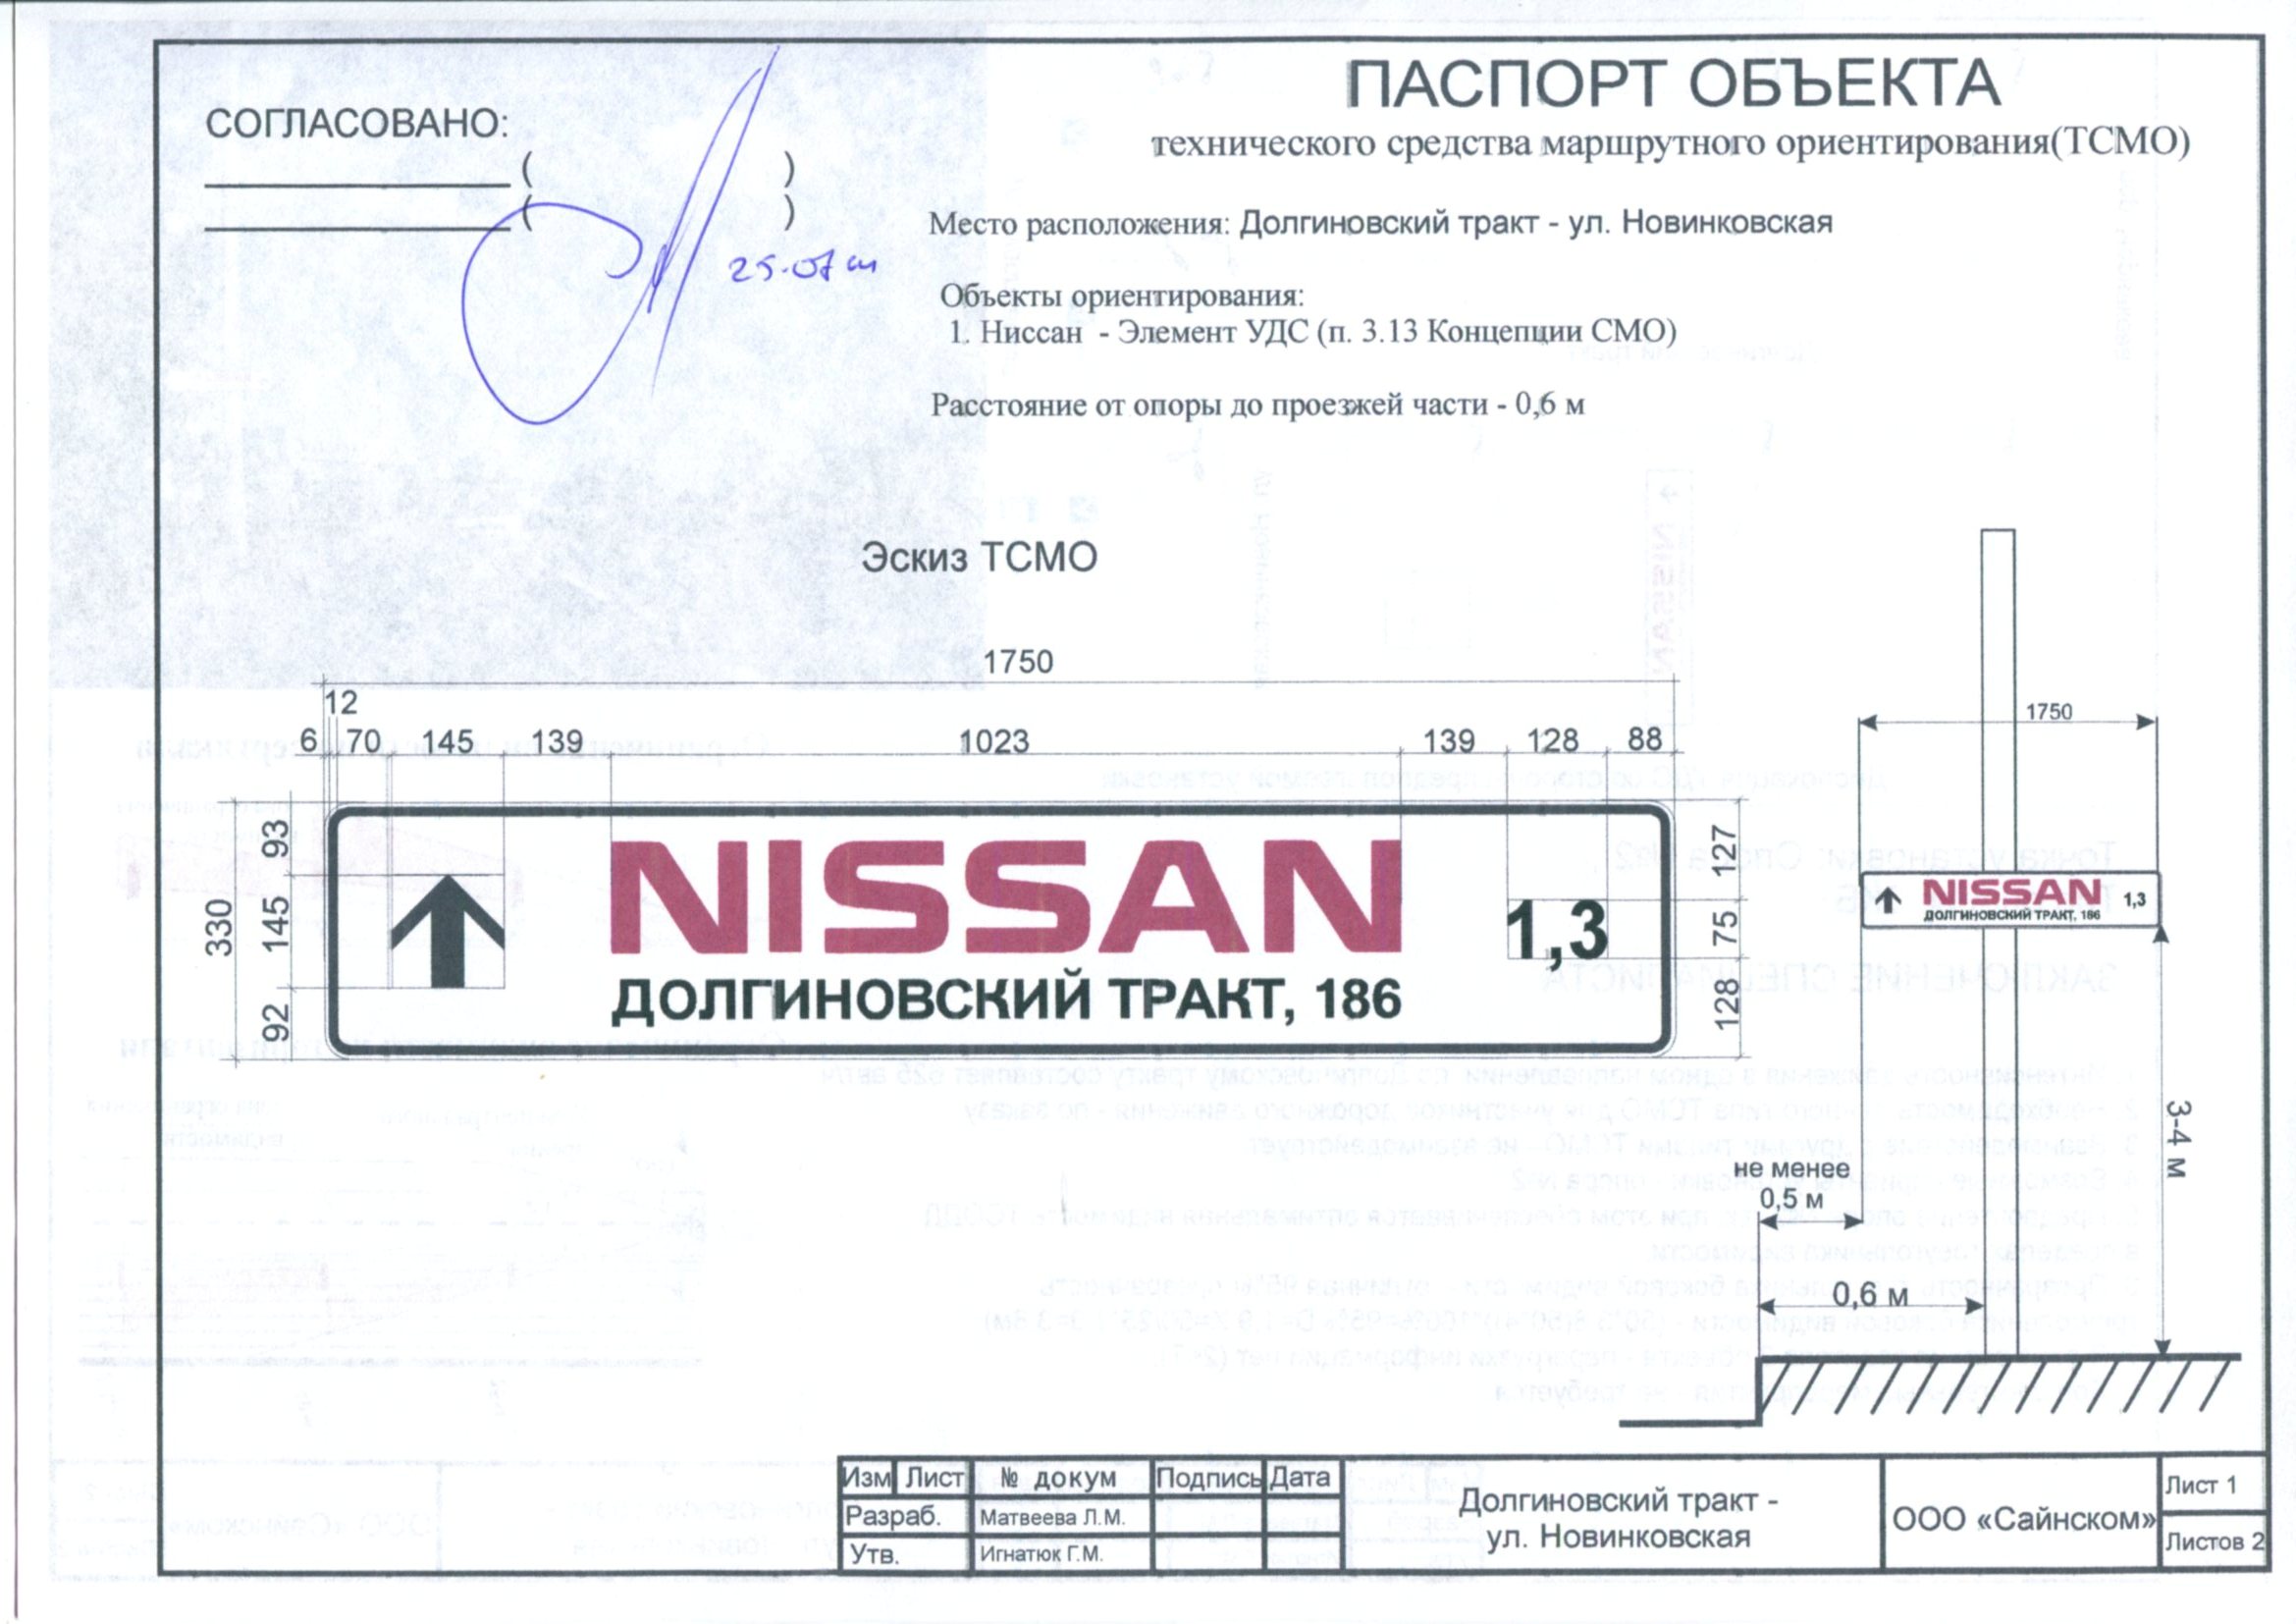 СОГЛАСОВАНО:
( )
( )
25.07
ПАСПОРТ ОБЪЕКТА
технического средства маршрутного ориентирования(ТСМО)
Место расположения: Долгиновский тракт - ул. Новинковская
Объекты ориентирования:
1. Ниссан - Элемент УДС (п. 3.13 Концепции СМО)
Расстояние от опоры до проезжей части - 0,6 м
Эскиз ТСМО
1750
12
6 70 145 139 1023 139 128 88
330
93
145
92
NISSAN
1,3
ДОЛГИНОВСКИЙ ТРАКТ, 186
127
75
128
1750
NISSAN
ДОЛГИНОВСКИЙ ТРАКТ, 186
1,3
3-4 м
не менее
0,5 м
0,6 м
Изм Лист № докум Подпись Дата
Разраб. Матвеева Л.М.
Утв. Игнатюк Г.М.
Долгиновский тракт -
ул. Новинковская
ООО «Сайнском»
Лист 1
Листов 2